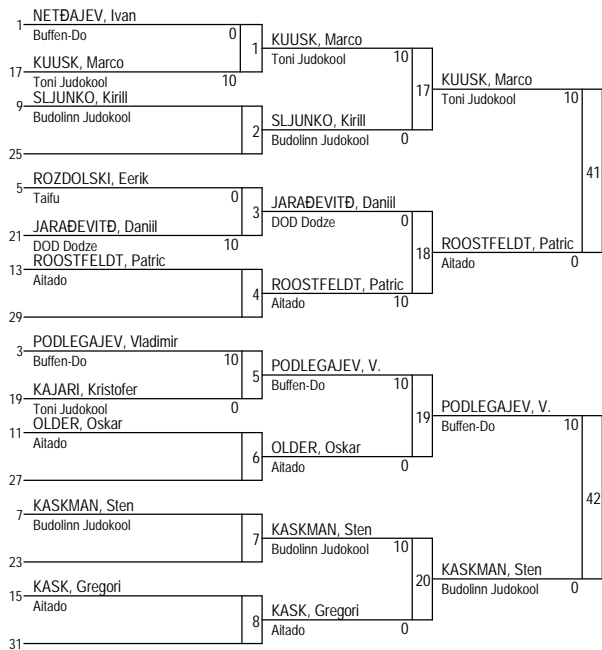 1 NETÐAJEV, Ivan
Buffen-Do 0
1 KUUSK, Marco 10
Toni Judokool
17 KUUSK, Marco
Toni Judokool 10
17 KUUSK, Marco 10
Toni Judokool
9 SLJUNKO, Kirill
Budolinn Judokool
2 SLJUNKO, Kirill
Budolinn Judokool 0
25
41
5 ROZDOLSKI, Eerik
Taifu 0
3 JARAÐEVITÐ, Daniil
DOD Dodze 0
21 JARAÐEVITÐ, Daniil
DOD Dodze 10
18 ROOSTFELDT, Patric
Aitado 0
13 ROOSTFELDT, Patric
Aitado
4 ROOSTFELDT, Patric
Aitado 10
29
3 PODLEGAJEV, Vladimir
Buffen-Do 10
5 PODLEGAJEV, V.
Buffen-Do 10
19 KAJARI, Kristofer
Toni Judokool 0
19 PODLEGAJEV, V.
Buffen-Do 10
11 OLDER, Oskar
Aitado
6 OLDER, Oskar
Aitado 0
27
42
7 KASKMAN, Sten
Budolinn Judokool
7 KASKMAN, Sten
Budolinn Judokool 10
23
20 KASKMAN, Sten
Budolinn Judokool 0
15 KASK, Gregori
Aitado
8 KASK, Gregori
Aitado 0
31